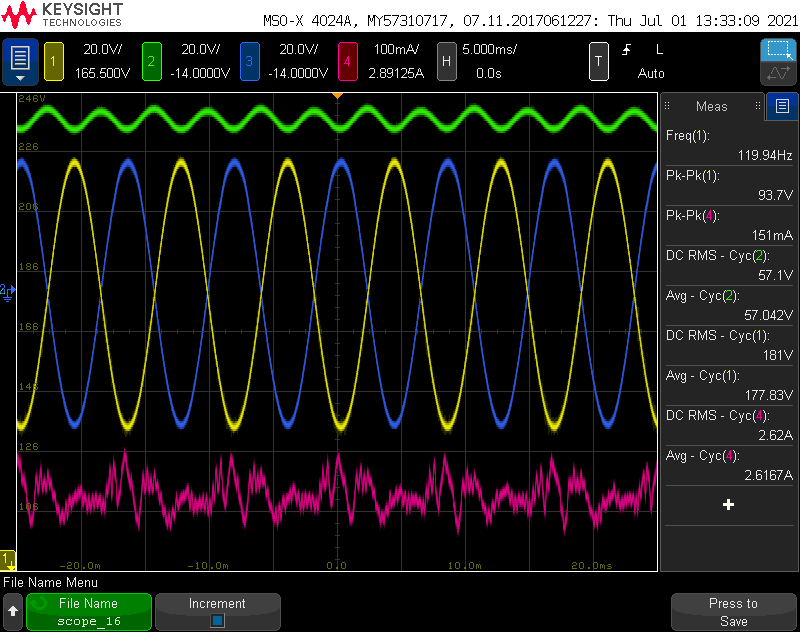 KEYSIGHT
TECHNOLOGIES
MSO-X 4024A, MY57310717, 07.11.2017061227: Thu Jul 01 13:33:09 2021
1 20.0V/ 165.500V
2 20.0V/ -14.0000V
3 20.0V/ -14.0000V
4 100mA/ 2.89125A
H 5.000ms/ 0.0s
T L Auto
246V
226
206
186
166
146
126
106
2
1
-20.0m -10.0m 0.0 10.0m 20.0ms
Meas
Freq(1):
119.94Hz
Pk-Pk(1):
93.7V
Pk-Pk(4):
151mA
DC RMS - Cyc(2):
57.1V
Avg - Cyc(2):
57.042V
DC RMS - Cyc(1):
181V
Avg - Cyc(1):
177.83V
DC RMS - Cyc(4):
2.62A
Avg - Cyc(4):
2.6167A
File Name Menu
File Name
scope_16
Increment
Press to
Save